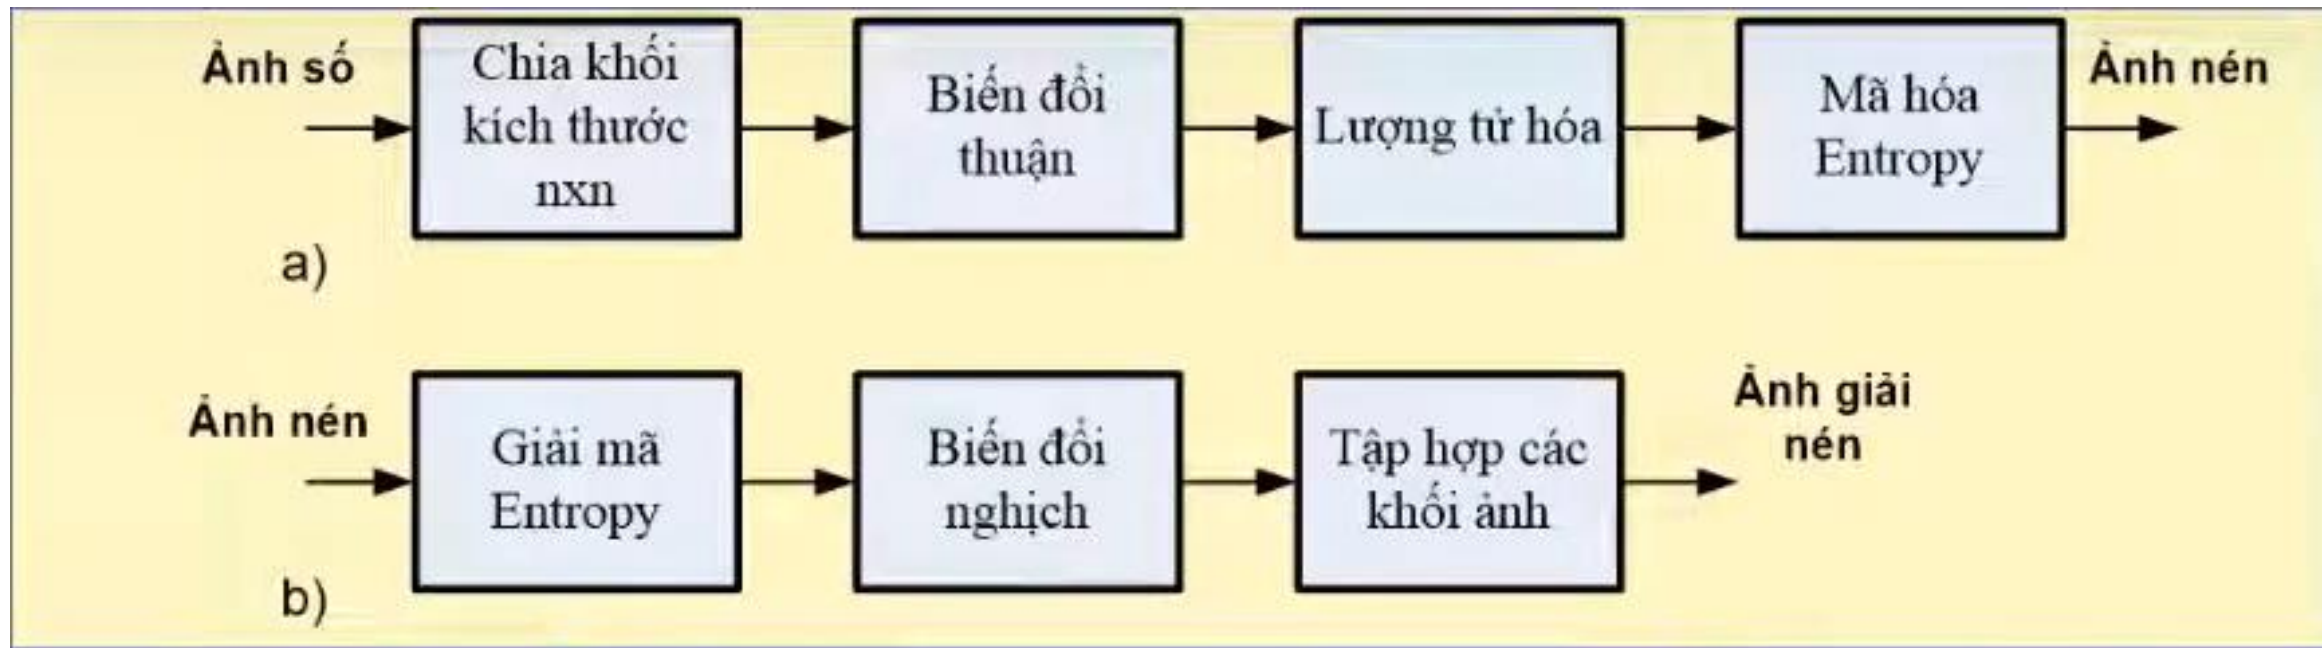 Ảnh số
Chia khối
kích thước
nxn
Biến đổi
thuận
Lượng tử hóa
Mã hóa
Entropy
Ảnh nén
a)
Ảnh nén
Giải mã
Entropy
Biến đổi
nghịch
Tập hợp các
khối ảnh
Ảnh giải
nén
b)